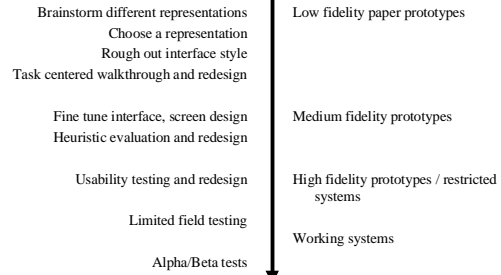 Brainstorm different representations
Low fidelity paper prototypes
Choose a representation
Rough out interface style
Task centered walkthrough and redesign
Fine tune interface, screen design
Medium fidelity prototypes
Heuristic evaluation and redesign
Usability testing and redesign
High fidelity prototypes / restricted
systems
Limited field testing
Working systems
Alpha/Beta tests